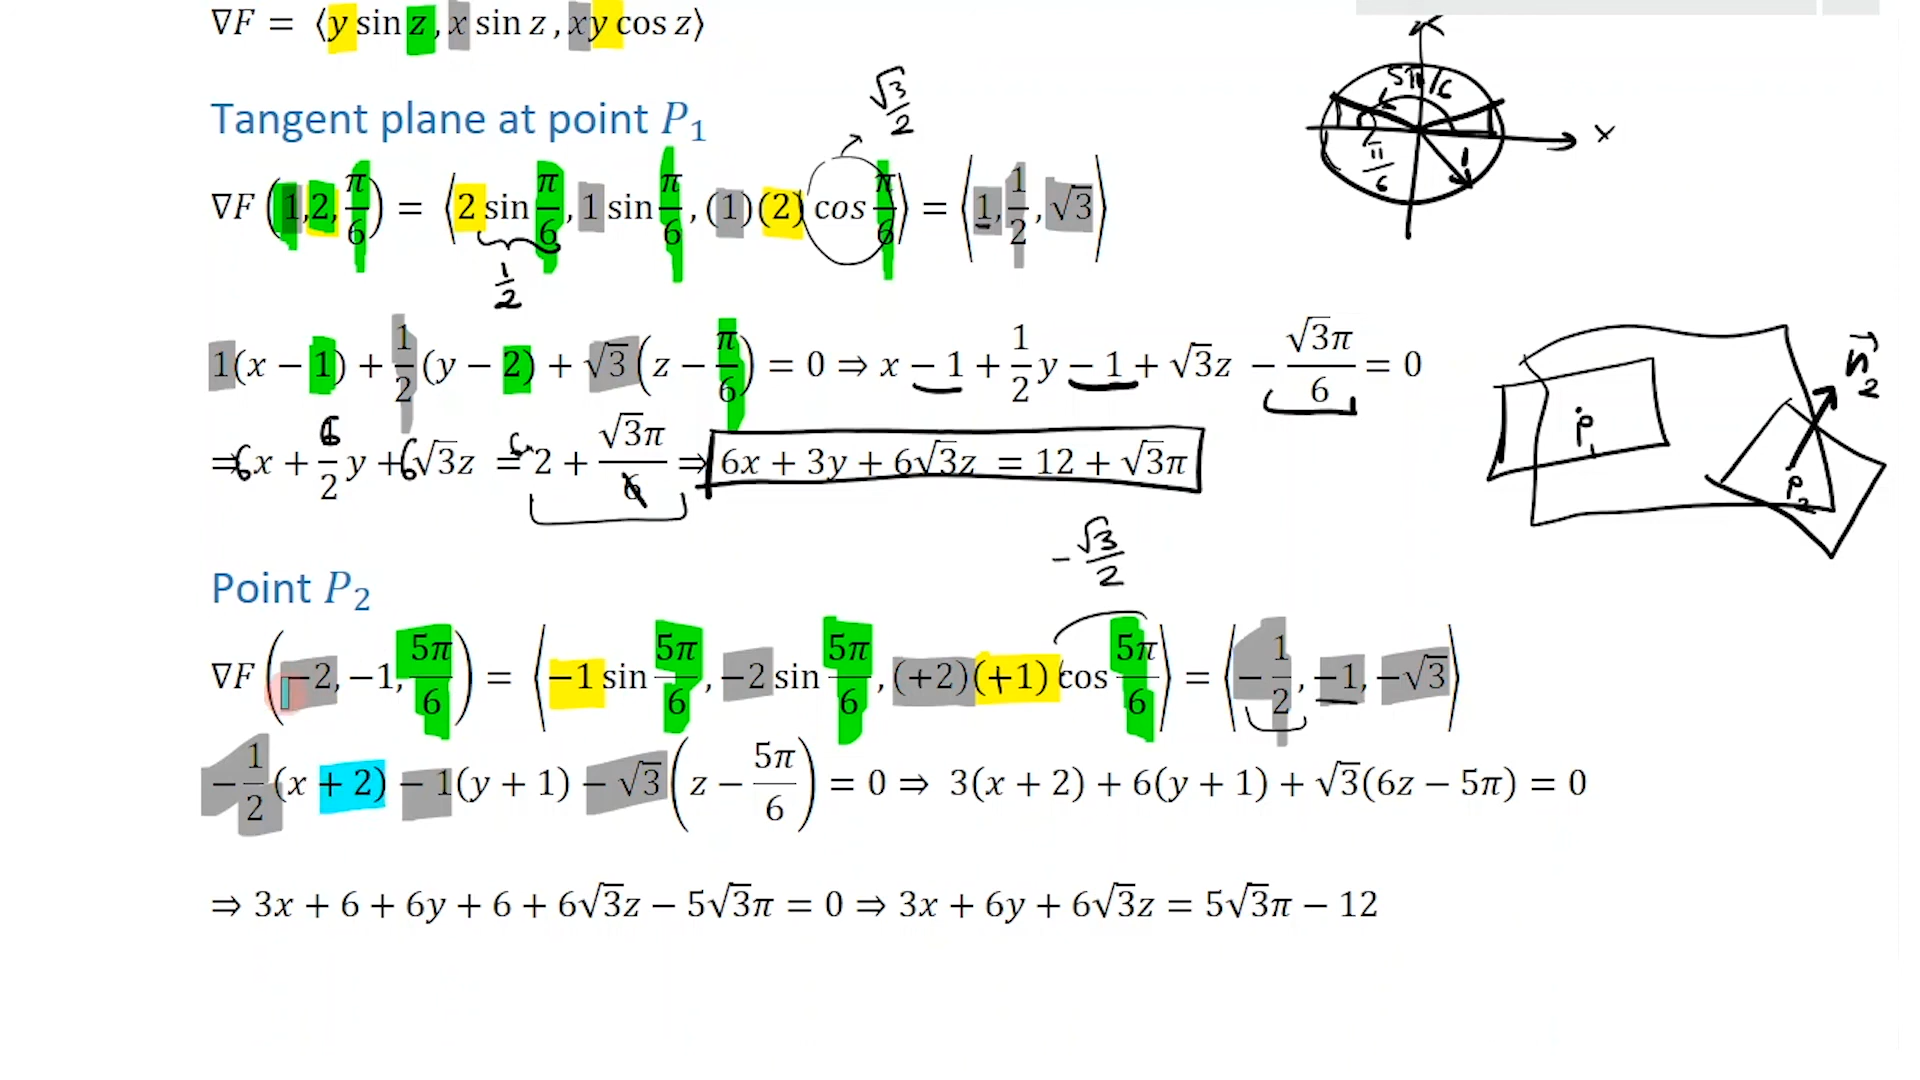 ∇F = ⟨y sin z , x sin z , xy cos z⟩
√3/2
5π/6
x
π/6
1
Tangent plane at point P₁
∇F (1,2, π/6) = ⟨2 sin π/6 , 1 sin π/6 , (1)(2) cos π/6⟩ = ⟨1, 1/2 , √3⟩
1/2
1(x − 1) + 1/2 (y − 2) + √3 (z − π/6) = 0 ⇒ x − 1 + 1/2 y − 1 + √3z − √3π/6 = 0
n⃗₂
P₁
P₂
⇒ 6x + 6/2 y + 6√3z = 6·2 + √3π/6 ⇒ 6x + 3y + 6√3z = 12 + √3π
−√3/2
Point P₂
∇F (−2, −1, 5π/6) = ⟨−1 sin 5π/6 , −2 sin 5π/6 , (+2)(+1) cos 5π/6⟩ = ⟨−1/2 , −1, −√3⟩
−1/2 (x + 2) − 1(y + 1) − √3 (z − 5π/6) = 0 ⇒ 3(x + 2) + 6(y + 1) + √3(6z − 5π) = 0
⇒ 3x + 6 + 6y + 6 + 6√3z − 5√3π = 0 ⇒ 3x + 6y + 6√3z = 5√3π − 12